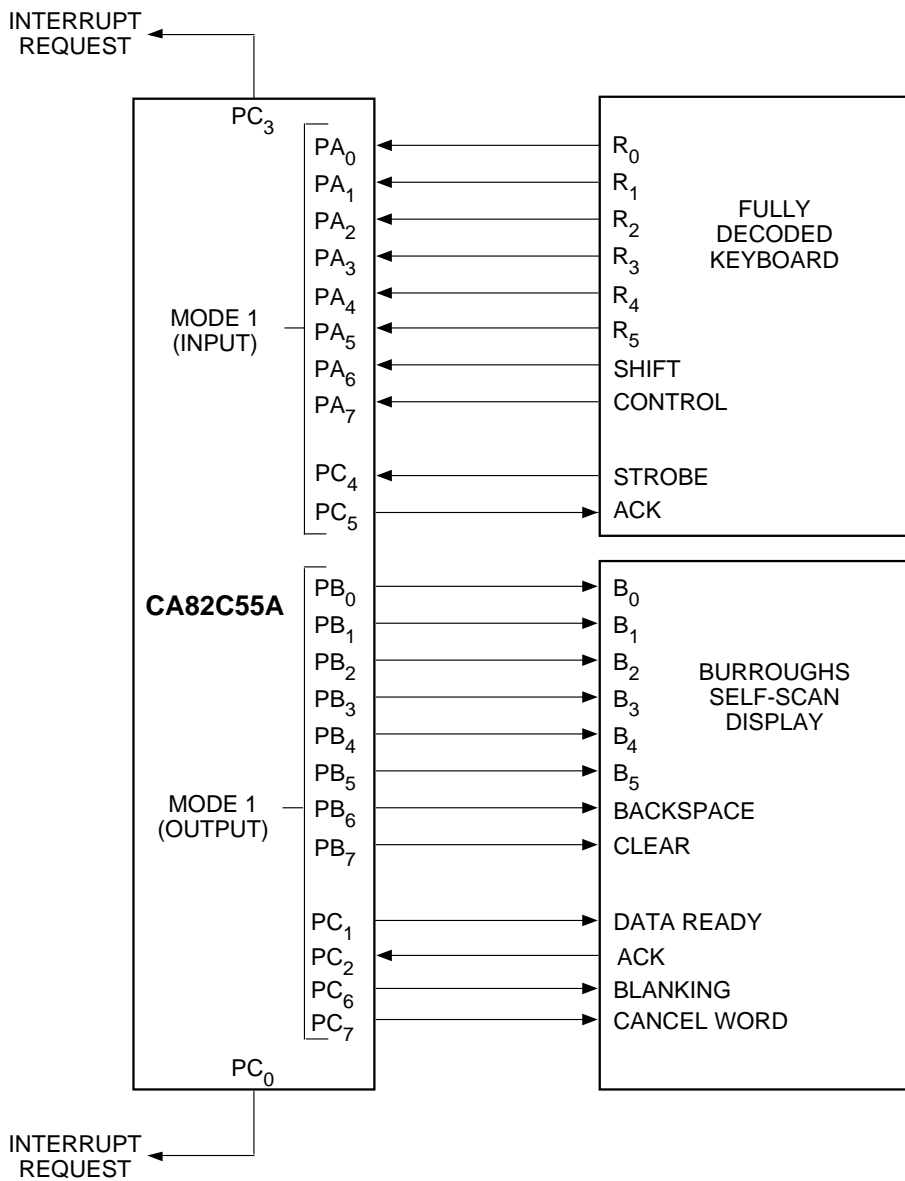 INTERRUPT
REQUEST
PC3
PA0
PA1
PA2
PA3
PA4
PA5
PA6
PA7
PC4
PC5
MODE 1
(INPUT)
R0
R1
R2
R3
R4
R5
SHIFT
CONTROL
STROBE
ACK
FULLY
DECODED
KEYBOARD
CA82C55A
PB0
PB1
PB2
PB3
PB4
PB5
PB6
PB7
PC1
PC2
PC6
PC7
MODE 1
(OUTPUT)
B0
B1
B2
B3
B4
B5
BACKSPACE
CLEAR
DATA READY
ACK
BLANKING
CANCEL WORD
BURROUGHS
SELF-SCAN
DISPLAY
PC0
INTERRUPT
REQUEST